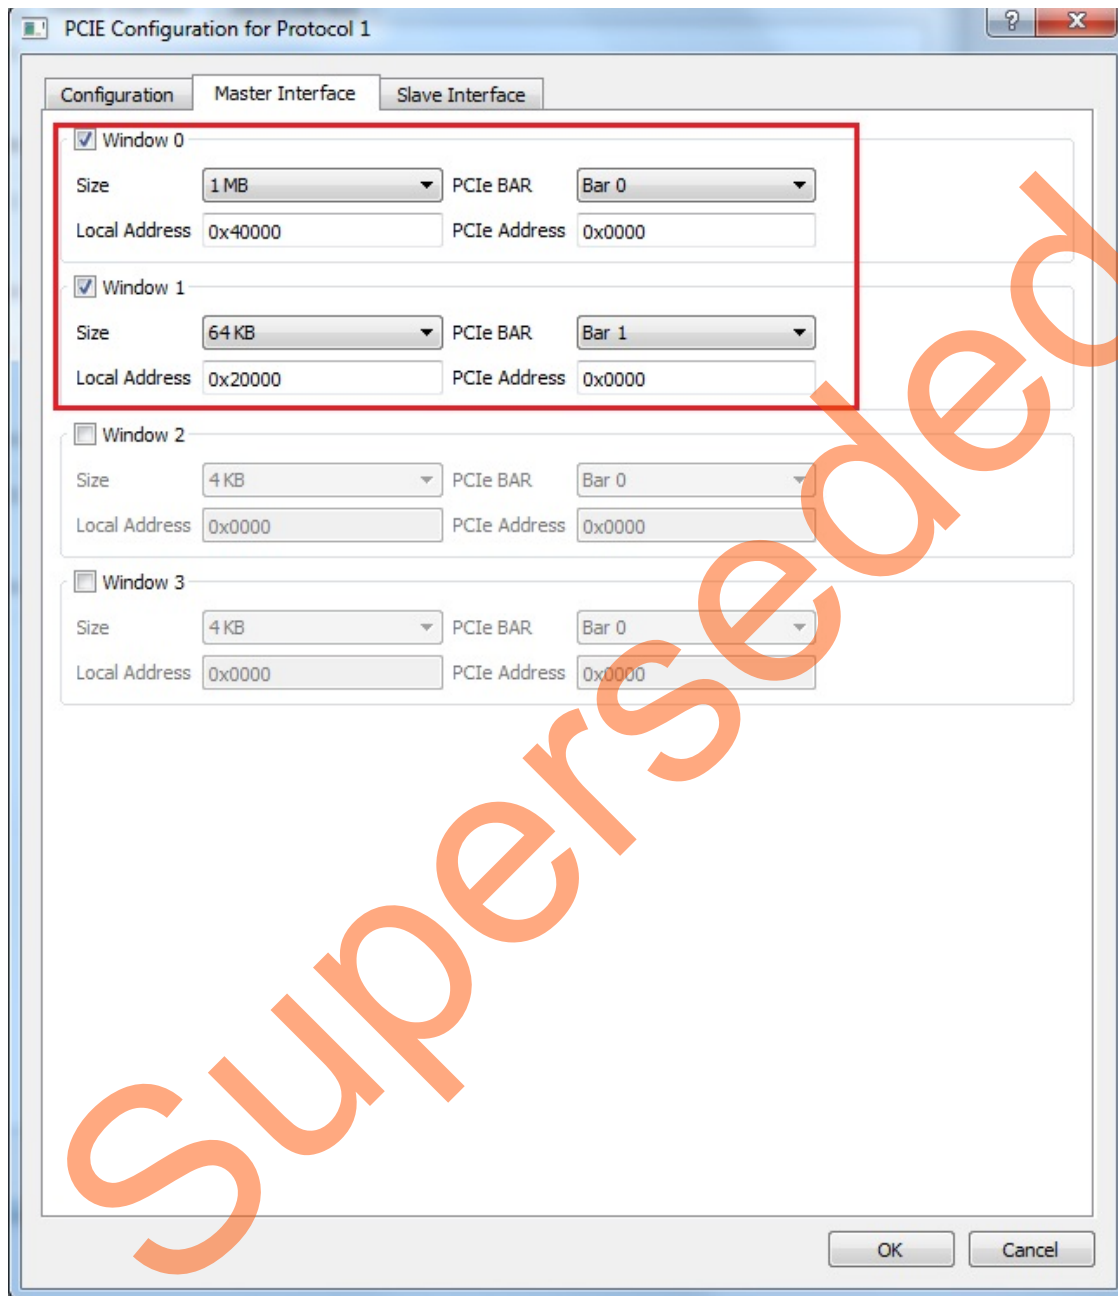 PCIE Configuration for Protocol 1
? X
Configuration Master Interface Slave Interface
Window 0
Size 1 MB PCIe BAR Bar 0
Local Address 0x40000 PCIe Address 0x0000
Window 1
Size 64 KB PCIe BAR Bar 1
Local Address 0x20000 PCIe Address 0x0000
Window 2
Size 4 KB PCIe BAR Bar 0
Local Address 0x0000 PCIe Address 0x0000
Window 3
Size 4 KB PCIe BAR Bar 0
Local Address 0x0000 PCIe Address 0x0000
Superseded
OK Cancel